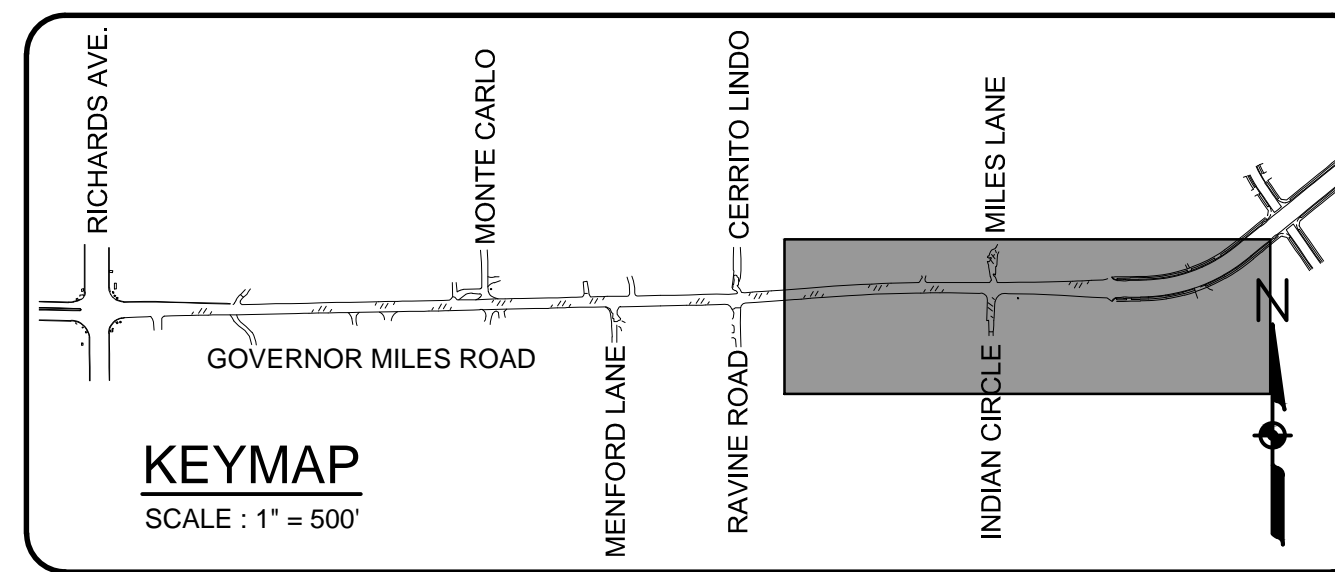 RICHARDS AVE.
MONTE CARLO
CERRITO LINDO
MILES LANE
GOVERNOR MILES ROAD
MENFORD LANE
RAVINE ROAD
INDIAN CIRCLE
N
KEYMAP
SCALE : 1" = 500'